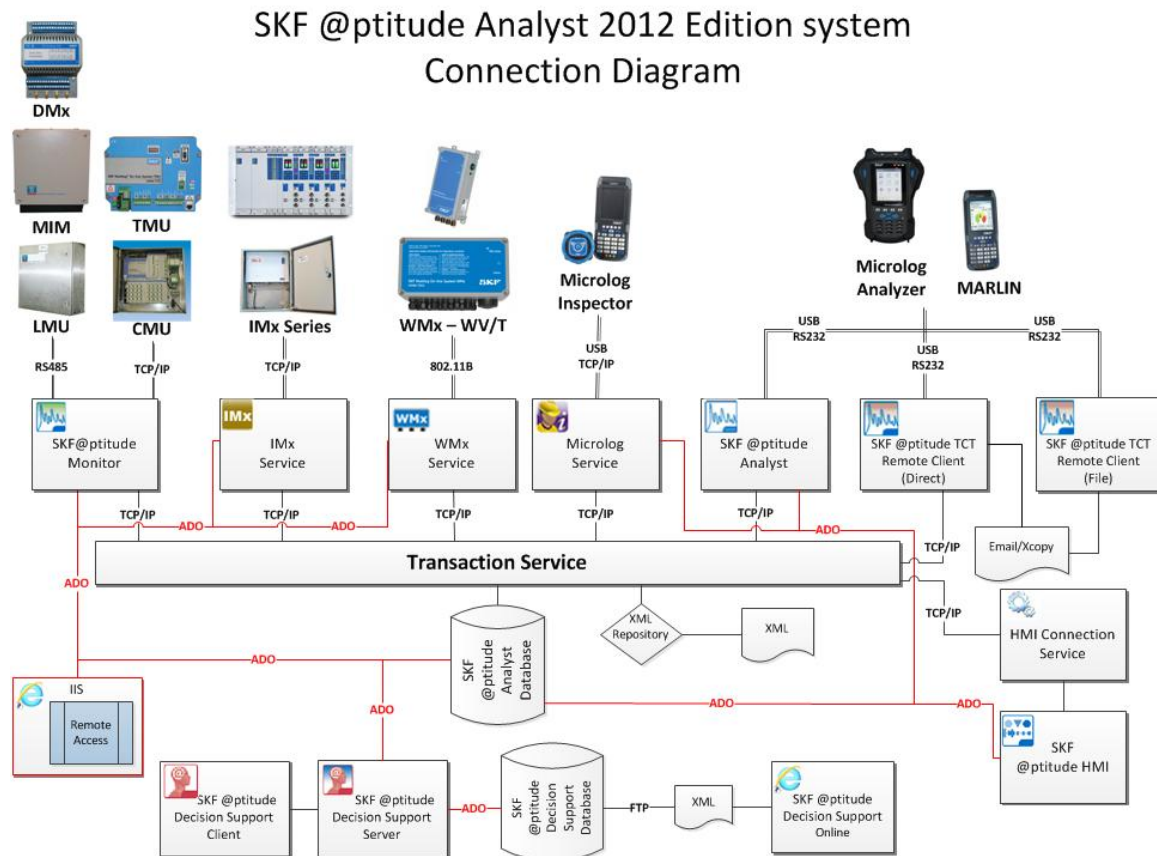 SKF @ptitude Analyst 2012 Edition system
Connection Diagram
DMx
MIM
TMU
LMU
CMU
IMx Series
SKF
WMx – WV/T
Microlog
Inspector
Microlog
Analyzer
MARLIN
RS485
TCP/IP
TCP/IP
802.11B
USB
TCP/IP
USB
RS232
USB
RS232
USB
RS232
SKF@ptitude
Monitor
IMx
IMx
Service
WMx
WMx
Service
Microlog
Service
SKF @ptitude
Analyst
SKF @ptitude TCT
Remote Client
(Direct)
SKF @ptitude TCT
Remote Client
(File)
TCP/IP
ADO
TCP/IP
ADO
TCP/IP
TCP/IP
TCP/IP
ADO
TCP/IP
Email/Xcopy
Transaction Service
ADO
TCP/IP
XML
Repository
XML
HMI Connection
Service
SKF
@ptitude
Analyst
Database
ADO
IIS
Remote
Access
ADO
ADO
ADO
SKF
@ptitude HMI
SKF @ptitude
Decision Support
Client
SKF @ptitude
Decision Support
Server
ADO
SKF
@ptitude
Decision
Support
Database
FTP
XML
SKF @ptitude
Decision Support
Online